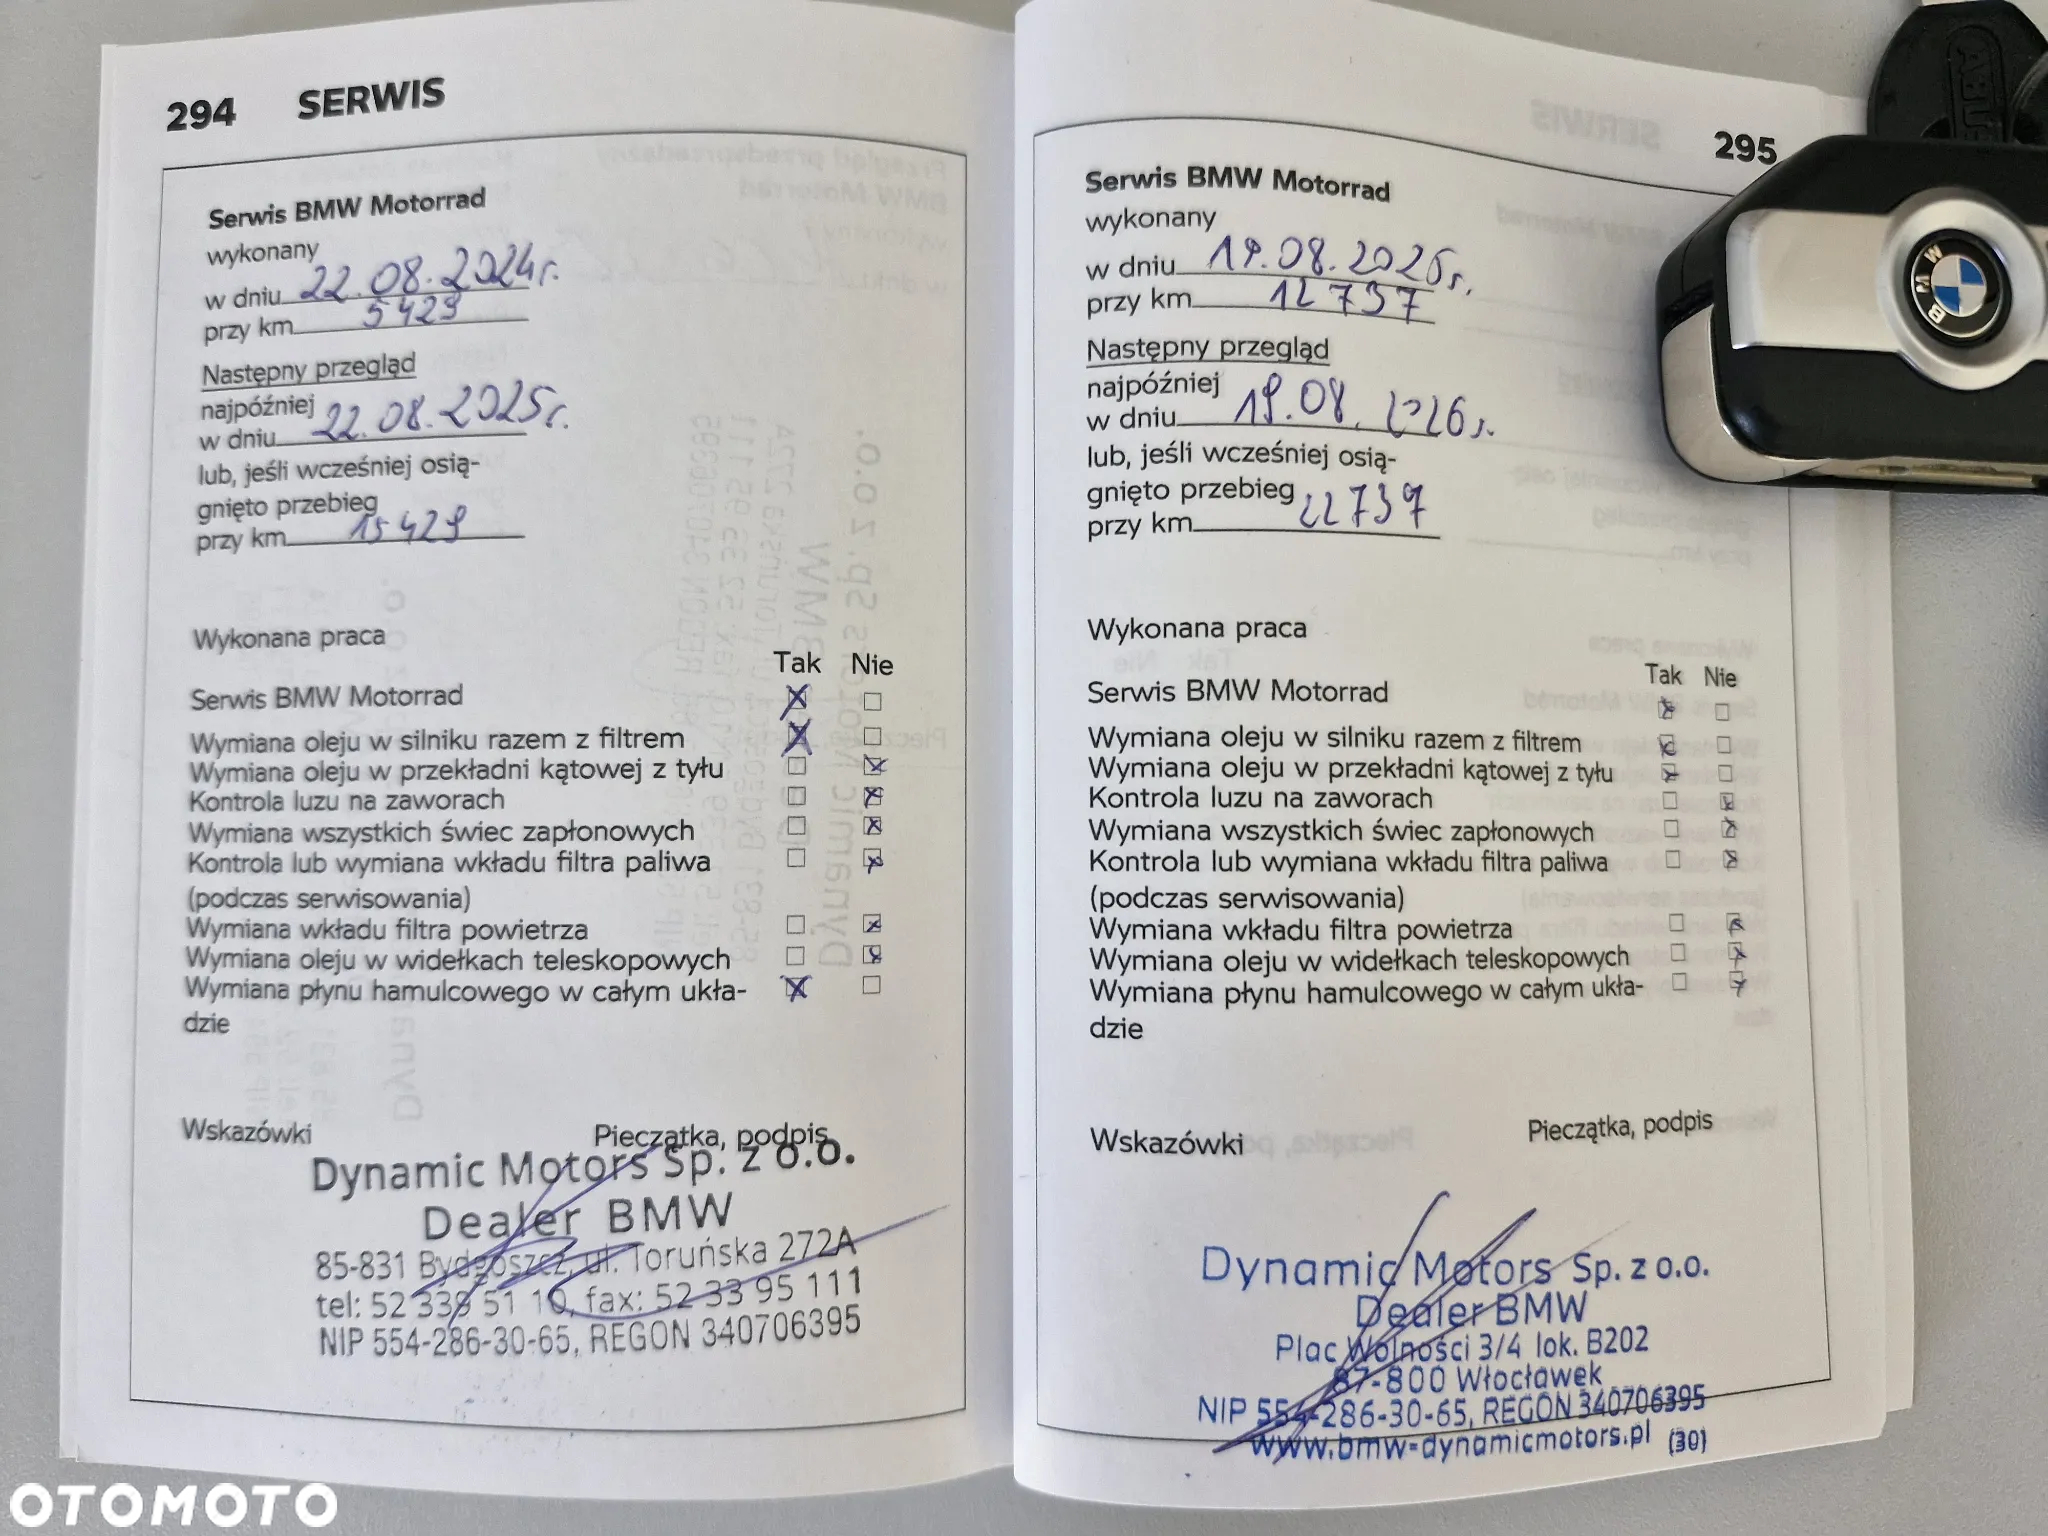 294 SERWIS
Serwis BMW Motorrad
wykonany
w dniu 22.08.2024r.
przy km 5429
Następny przegląd
najpóźniej
w dniu 22.08.2025r.
lub, jeśli wcześniej osią-
gnięto przebieg
przy km 15429
Wykonana praca
Tak Nie
Serwis BMW Motorrad
Wymiana oleju w silniku razem z filtrem
Wymiana oleju w przekładni kątowej z tyłu
Kontrola luzu na zaworach
Wymiana wszystkich świec zapłonowych
Kontrola lub wymiana wkładu filtra paliwa
(podczas serwisowania)
Wymiana wkładu filtra powietrza
Wymiana oleju w widełkach teleskopowych
Wymiana płynu hamulcowego w całym ukła-
dzie
Wskazówki Pieczątka, podpis
Dynamic Motors Sp. z o.o.
Dealer BMW
85-831 Bydgoszcz, ul. Toruńska 272A
tel: 52 339 51 10, fax: 52 33 95 111
NIP 554-286-30-65, REGON 340706395
295
Serwis BMW Motorrad
wykonany
w dniu 19.08.2025r.
przy km 12737
Następny przegląd
najpóźniej
w dniu 19.08.2026r.
lub, jeśli wcześniej osią-
gnięto przebieg
przy km 22737
Wykonana praca
Tak Nie
Serwis BMW Motorrad
Wymiana oleju w silniku razem z filtrem
Wymiana oleju w przekładni kątowej z tyłu
Kontrola luzu na zaworach
Wymiana wszystkich świec zapłonowych
Kontrola lub wymiana wkładu filtra paliwa
(podczas serwisowania)
Wymiana wkładu filtra powietrza
Wymiana oleju w widełkach teleskopowych
Wymiana płynu hamulcowego w całym ukła-
dzie
Wskazówki Pieczątka, podpis
Dynamic Motors Sp. z o.o.
Dealer BMW
Plac Wolności 3/4 lok. B202
87-800 Włocławek
NIP 554-286-30-65, REGON 340706395
www.bmw-dynamicmotors.pl (30)
ABUS
BMW
OTOMOTO